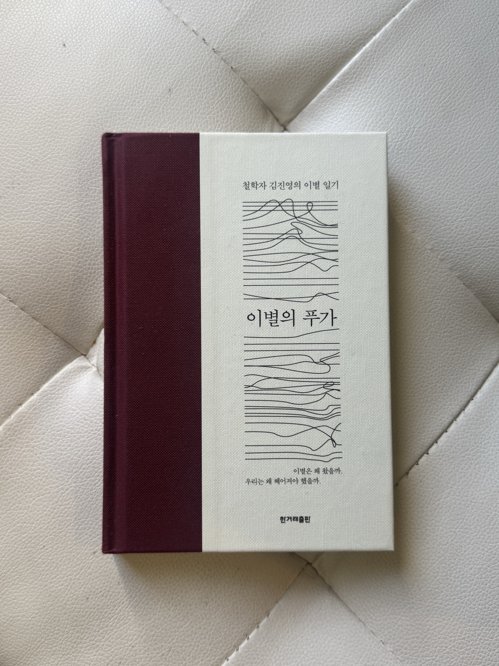 철학자 김진영의 이별 일기
이별의 푸가
이별은 왜 왔을까.
우리는 왜 헤어져야 했을까.
한겨레출판